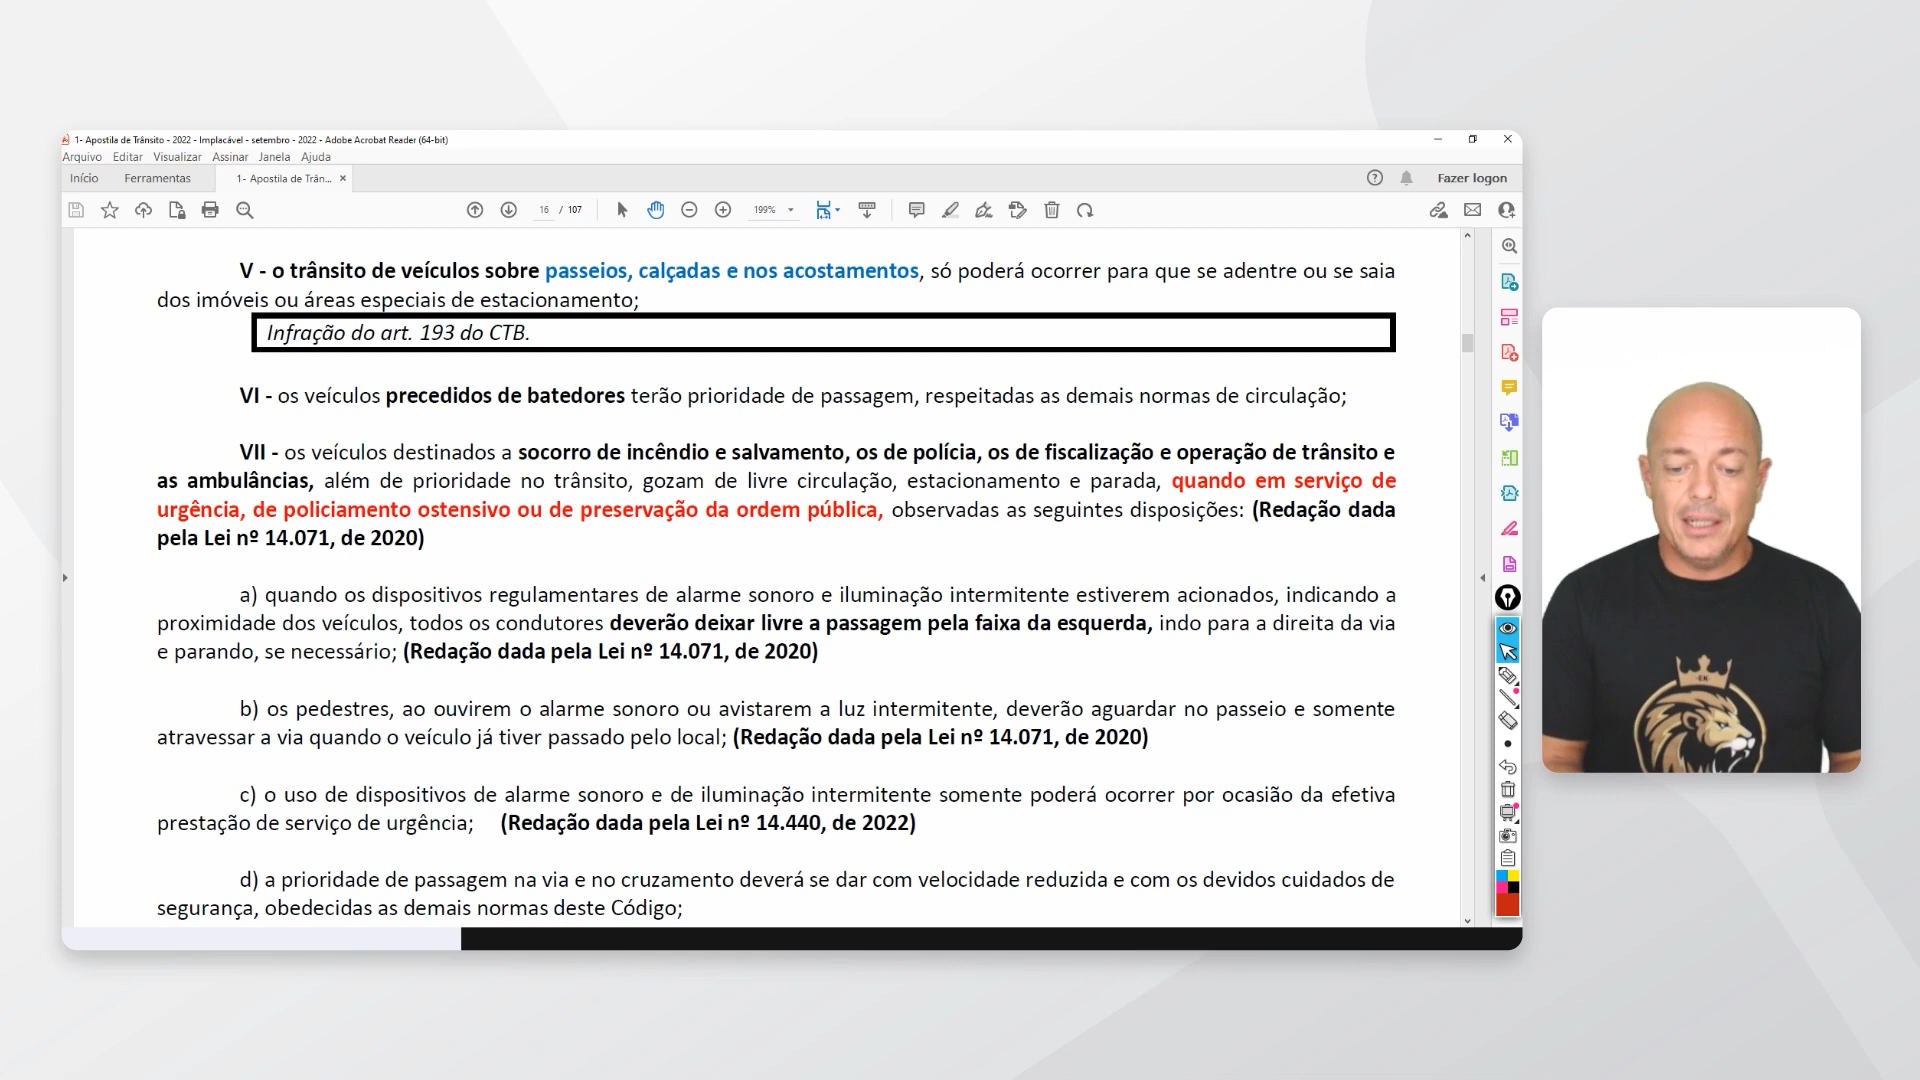 1- Apostila de Trânsito - 2022 - Implacável - setembro - 2022 - Adobe Acrobat Reader (64-bit)
Arquivo Editar Visualizar Assinar Janela Ajuda
Início Ferramentas 1- Apostila de Trân... × Fazer logon
16 / 107 199%
V - o trânsito de veículos sobre passeios, calçadas e nos acostamentos, só poderá ocorrer para que se adentre ou se saia
dos imóveis ou áreas especiais de estacionamento;
Infração do art. 193 do CTB.
VI - os veículos precedidos de batedores terão prioridade de passagem, respeitadas as demais normas de circulação;
VII - os veículos destinados a socorro de incêndio e salvamento, os de polícia, os de fiscalização e operação de trânsito e
as ambulâncias, além de prioridade no trânsito, gozam de livre circulação, estacionamento e parada, quando em serviço de
urgência, de policiamento ostensivo ou de preservação da ordem pública, observadas as seguintes disposições: (Redação dada
pela Lei nº 14.071, de 2020)
a) quando os dispositivos regulamentares de alarme sonoro e iluminação intermitente estiverem acionados, indicando a
proximidade dos veículos, todos os condutores deverão deixar livre a passagem pela faixa da esquerda, indo para a direita da via
e parando, se necessário; (Redação dada pela Lei nº 14.071, de 2020)
b) os pedestres, ao ouvirem o alarme sonoro ou avistarem a luz intermitente, deverão aguardar no passeio e somente
atravessar a via quando o veículo já tiver passado pelo local; (Redação dada pela Lei nº 14.071, de 2020)
c) o uso de dispositivos de alarme sonoro e de iluminação intermitente somente poderá ocorrer por ocasião da efetiva
prestação de serviço de urgência; (Redação dada pela Lei nº 14.440, de 2022)
d) a prioridade de passagem na via e no cruzamento deverá se dar com velocidade reduzida e com os devidos cuidados de
segurança, obedecidas as demais normas deste Código;